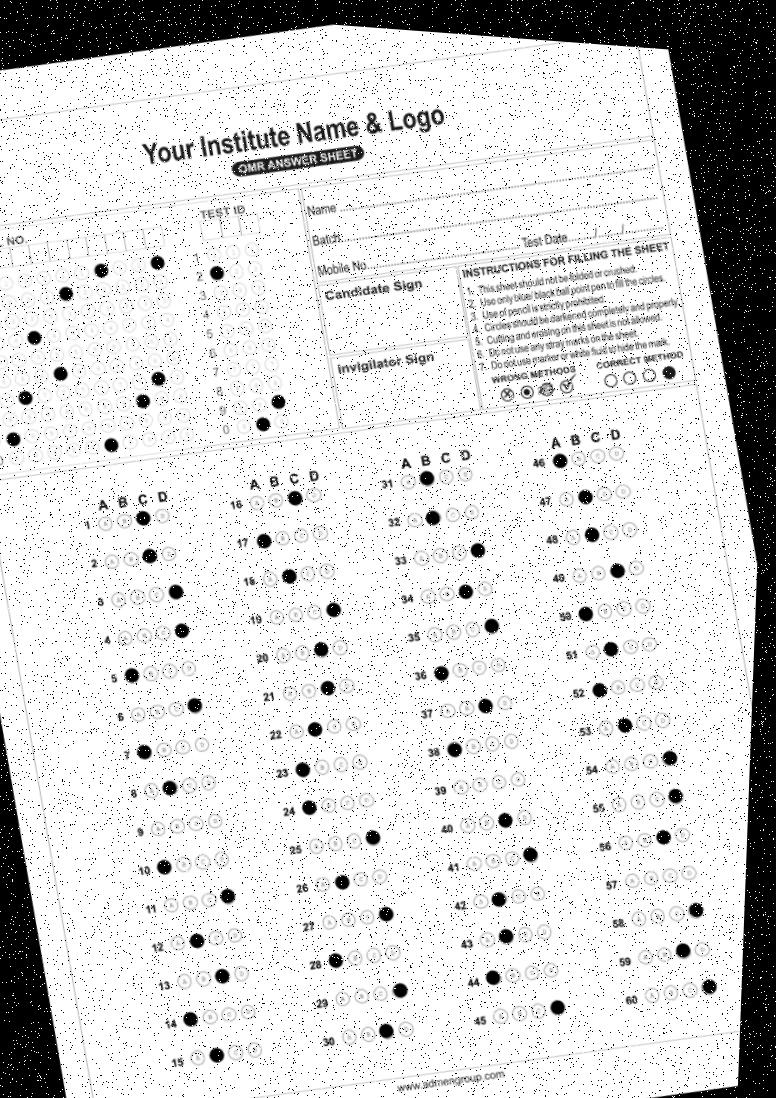 Your Institute Name & Logo
OMR ANSWER SHEET
NO.
TEST ID
Name
Batch
Test Date / /
Mobile No.
Candidate Sign
Invigilator Sign
INSTRUCTIONS FOR FILLING THE SHEET
1. This sheet should not be folded or crushed.
2. Use only blue/ black ball point pen to fill the circles.
3. Use of pencil is strictly prohibited.
4. Circles should be darkened completely and properly.
5. Cutting and erasing on this sheet is not allowed.
6. Do not use any stray marks on the sheet.
7. Do not use marker or white fluid to hide the mark.
WRONG METHODS
CORRECT METHOD
1
2
3
4
5
6
7
8
9
0
A B C D
1
2
3
4
5
6
7
8
9
10
11
12
13
14
15
A B C D
16
17
18
19
20
21
22
23
24
25
26
27
28
29
30
A B C D
31
32
33
34
35
36
37
38
39
40
41
42
43
44
45
A B C D
46
47
48
49
50
51
52
53
54
55
56
57
58
59
60
www.admengroup.com